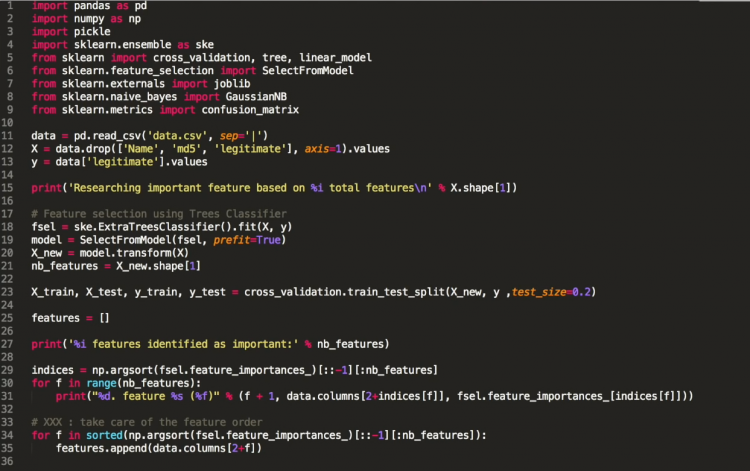 1 import pandas as pd
2 import numpy as np
3 import pickle
4 import sklearn.ensemble as ske
5 from sklearn import cross_validation, tree, linear_model
6 from sklearn.feature_selection import SelectFromModel
7 from sklearn.externals import joblib
8 from sklearn.naive_bayes import GaussianNB
9 from sklearn.metrics import confusion_matrix
10
11 data = pd.read_csv('data.csv', sep='|')
12 X = data.drop(['Name', 'md5', 'legitimate'], axis=1).values
13 y = data['legitimate'].values
14
15 print('Researching important feature based on %i total features\n' % X.shape[1])
16
17 # Feature selection using Trees Classifier
18 fsel = ske.ExtraTreesClassifier().fit(X, y)
19 model = SelectFromModel(fsel, prefit=True)
20 X_new = model.transform(X)
21 nb_features = X_new.shape[1]
22
23 X_train, X_test, y_train, y_test = cross_validation.train_test_split(X_new, y ,test_size=0.2)
24
25 features = []
26
27 print('%i features identified as important:' % nb_features)
28
29 indices = np.argsort(fsel.feature_importances_)[::-1][:nb_features]
30 for f in range(nb_features):
31     print("%d. feature %s (%f)" % (f + 1, data.columns[2+indices[f]], fsel.feature_importances_[indices[f]]))
32
33 # XXX : take care of the feature order
34 for f in sorted(np.argsort(fsel.feature_importances_)[::-1][:nb_features]):
35     features.append(data.columns[2+f])
36